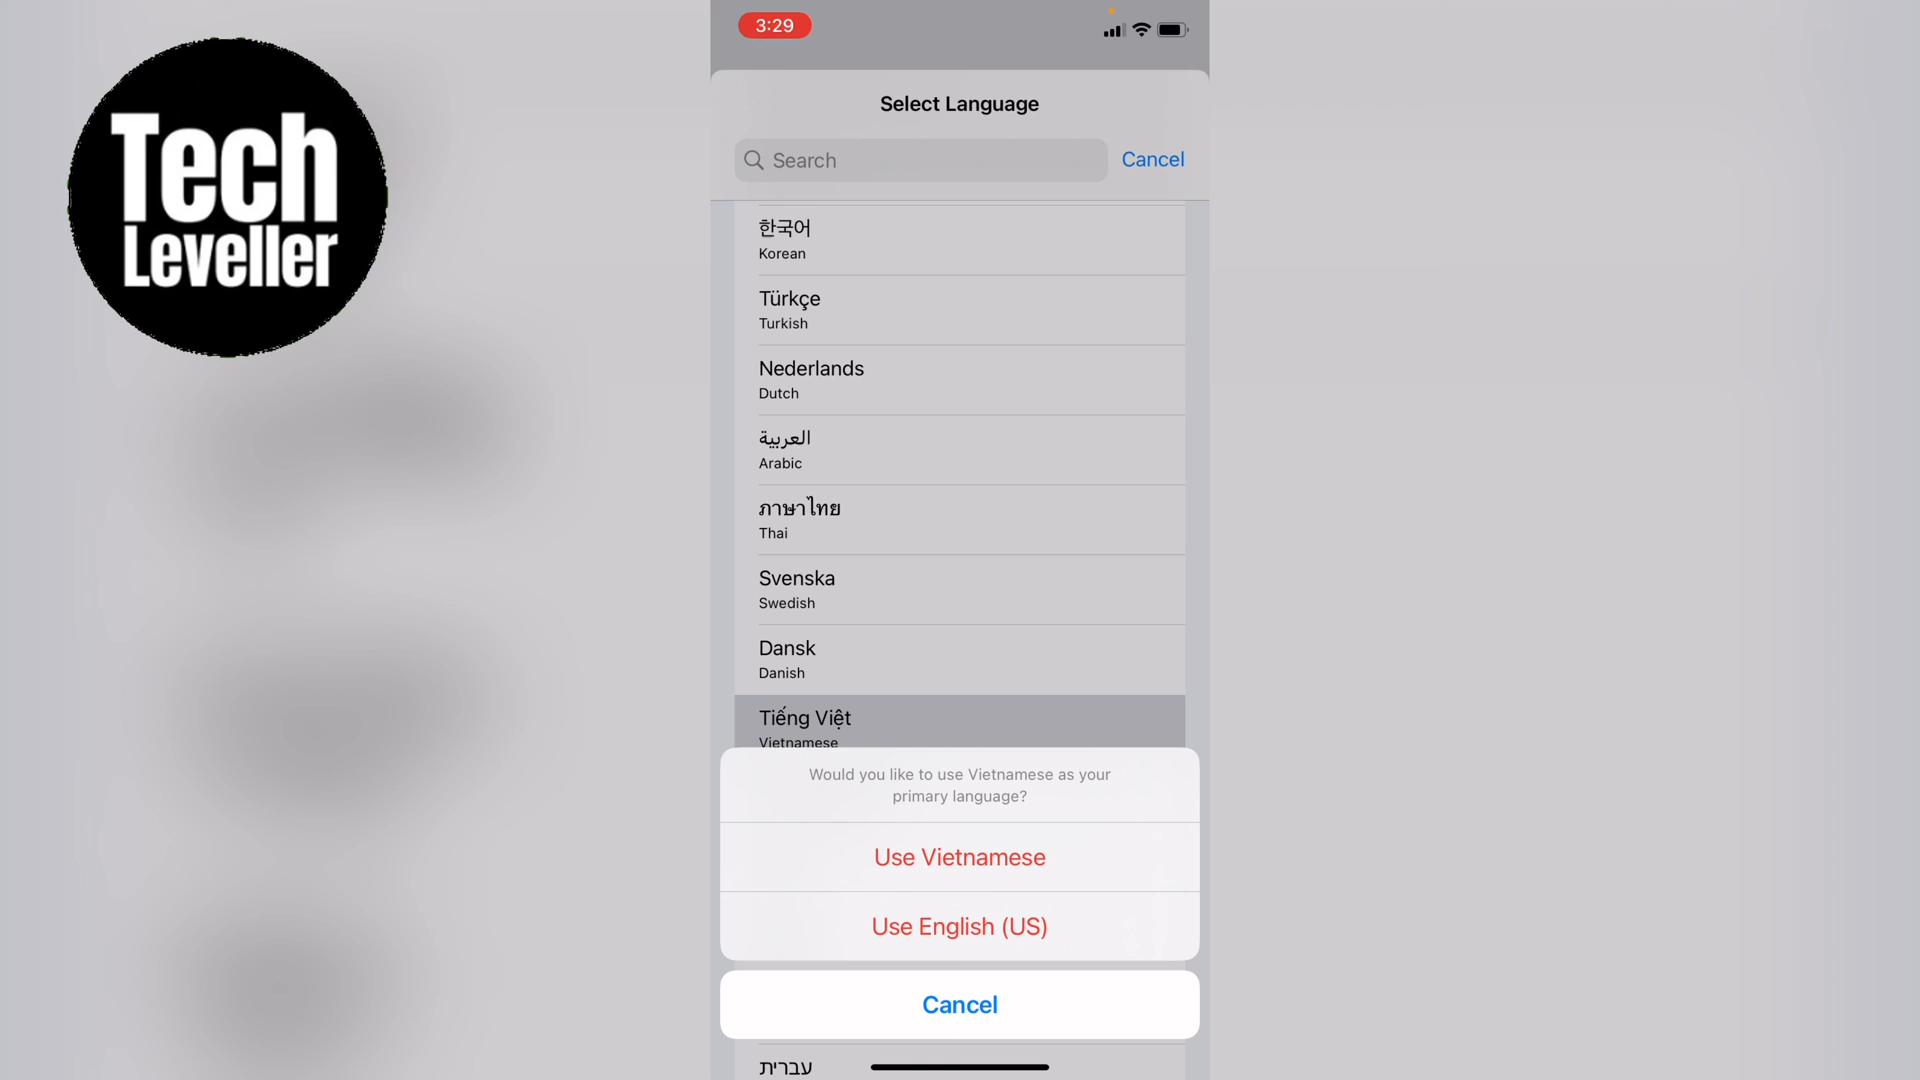 Tech
Leveller
3:29
Select Language
Search
Cancel
한국어
Korean
Türkçe
Turkish
Nederlands
Dutch
العربية
Arabic
ภาษาไทย
Thai
Svenska
Swedish
Dansk
Danish
Tiếng Việt
Vietnamese
Would you like to use Vietnamese as your
primary language?
Use Vietnamese
Use English (US)
Cancel
עברית